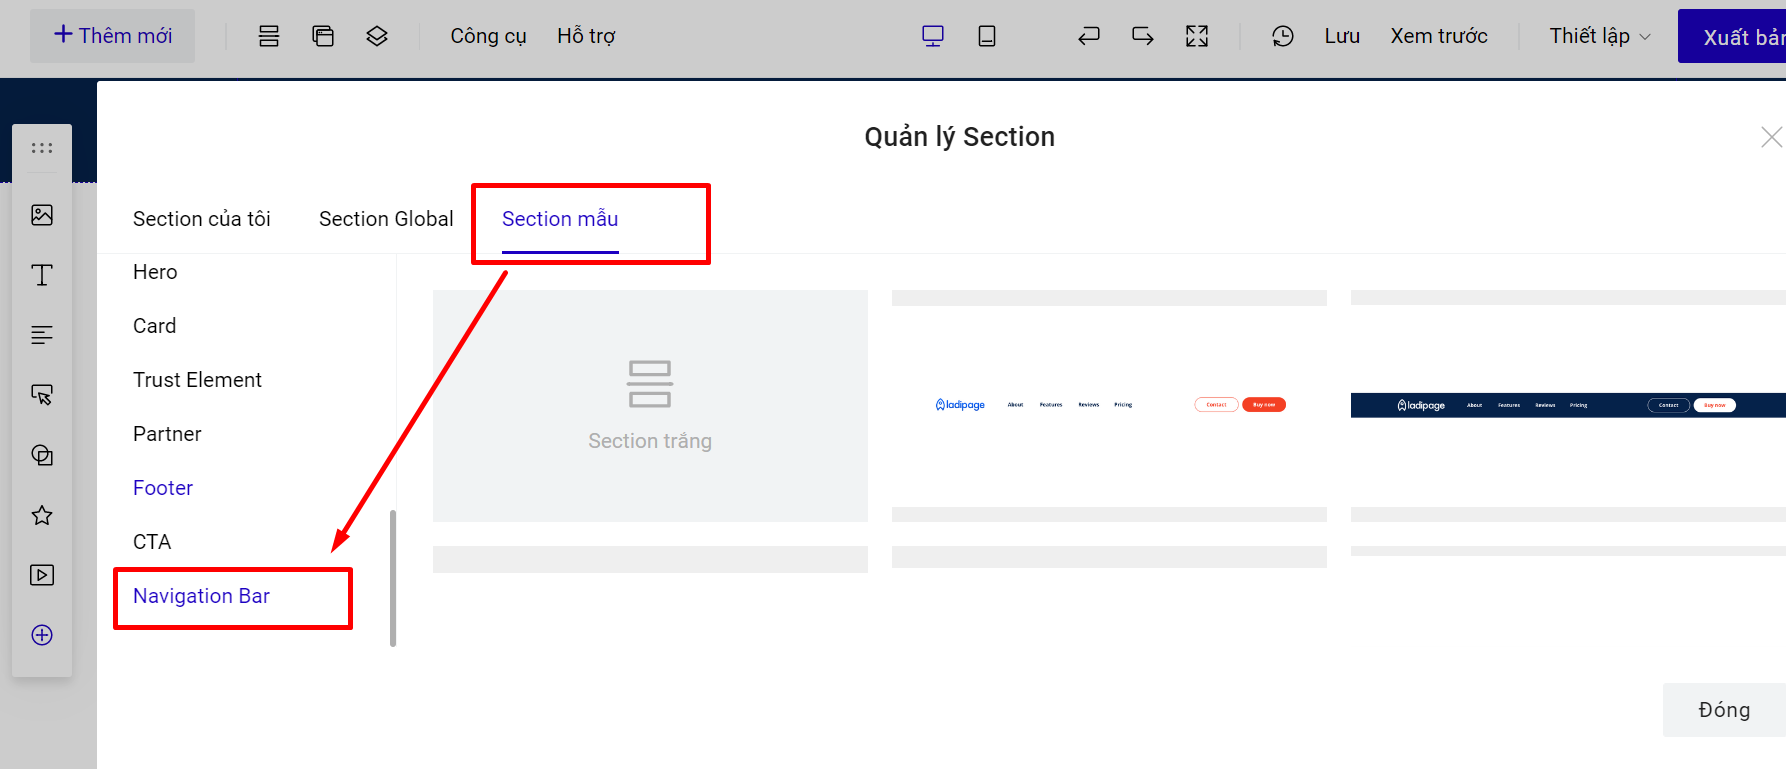 + Thêm mới
Công cụ
Hỗ trợ
Lưu
Xem trước
Thiết lập
Xuất bản
Quản lý Section
Section của tôi
Section Global
Section mẫu
Hero
Card
Trust Element
Partner
Footer
CTA
Navigation Bar
Section trắng
ladipage About Features Reviews Pricing Contact Buy now
ladipage About Features Reviews Pricing Contact Buy now
Đóng